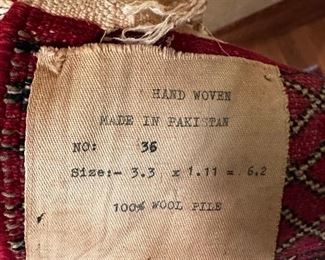 HAND WOVEN
MADE IN PAKISTAN
NO: 36
Size:- 3.3 x 1.11 = 6.2
100% WOOL PILE